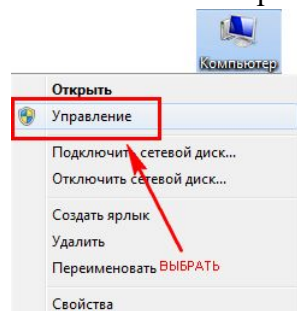 Компьютер
Открыть
Управление
Подключить сетевой диск...
Отключить сетевой диск...
Создать ярлык
Удалить
Переименовать ВЫБРАТЬ
Свойства